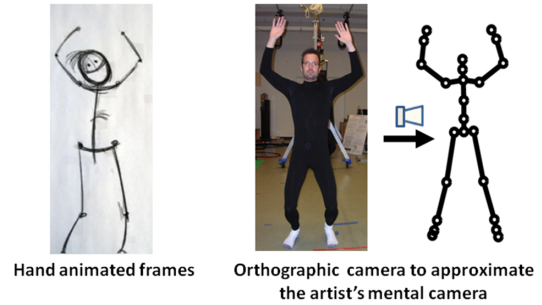 Hand animated frames
Orthographic camera to approximate
the artist's mental camera